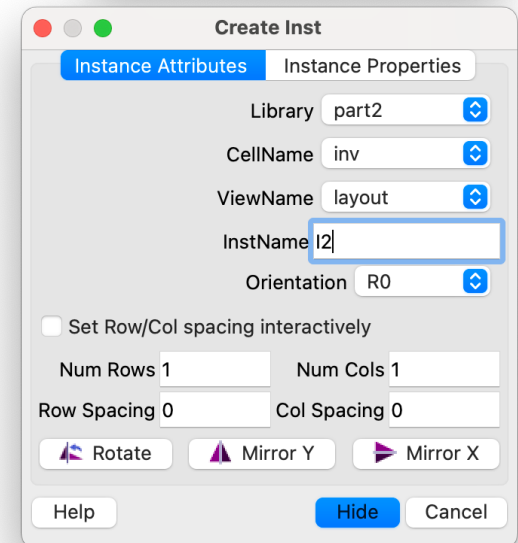 Create Inst
Instance Attributes Instance Properties
Library part2
CellName inv
ViewName layout
InstName I2
Orientation R0
Set Row/Col spacing interactively
Num Rows 1 Num Cols 1
Row Spacing 0 Col Spacing 0
Rotate Mirror Y Mirror X
Help Hide Cancel